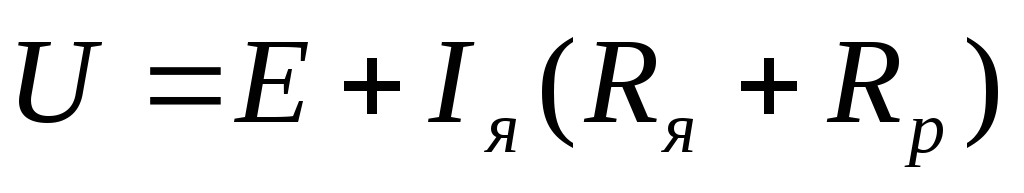 U = E + Iя (Rя + Rр)